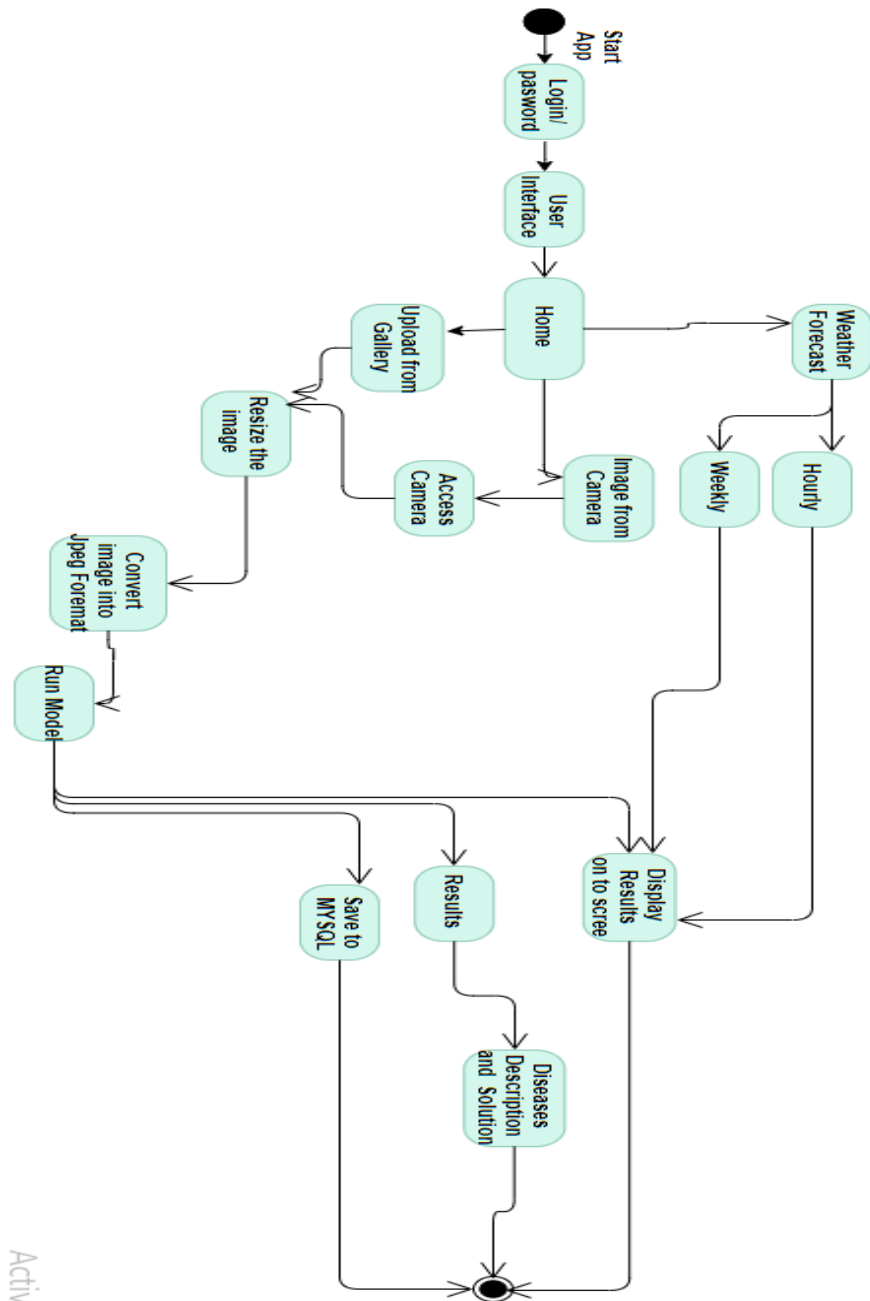 Start
App
Login/
pasword
User
Interface
Home
Weather
Forecast
Hourly
Weekly
Image from
Camera
Access
Camera
Upload from
Gallery
Resize the
image
Convert
image into
Jpeg Foremat
Run Model
Display
Results
on to scree
Results
Save to
MYSQL
Diseases
Description
and Solution
Activ